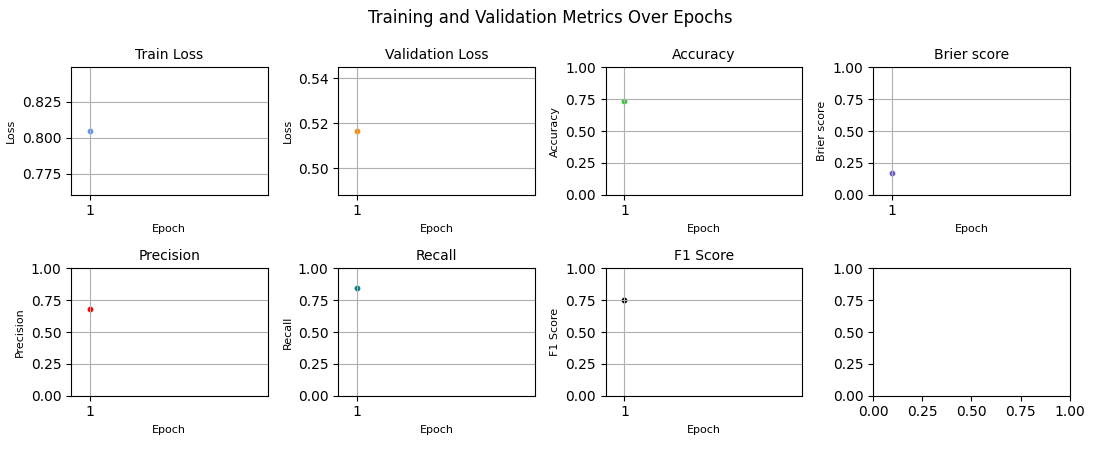 Training and Validation Metrics Over Epochs
Train Loss
Loss
0.825
0.800
0.775
1
Epoch
Validation Loss
Loss
0.54
0.52
0.50
1
Epoch
Accuracy
Accuracy
1.00
0.75
0.50
0.25
0.00
1
Epoch
Brier score
Brier score
1.00
0.75
0.50
0.25
0.00
1
Epoch
Precision
Precision
1.00
0.75
0.50
0.25
0.00
1
Epoch
Recall
Recall
1.00
0.75
0.50
0.25
0.00
1
Epoch
F1 Score
F1 Score
1.00
0.75
0.50
0.25
0.00
1
Epoch
1.00
0.75
0.50
0.25
0.00
0.00 0.25 0.50 0.75 1.00